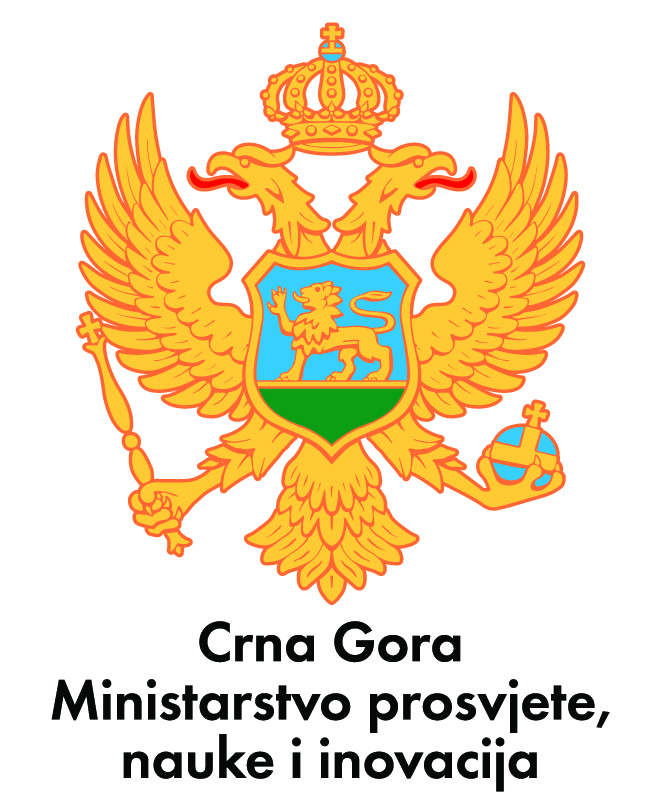 Crna Gora
Ministarstvo prosvjete,
nauke i inovacija